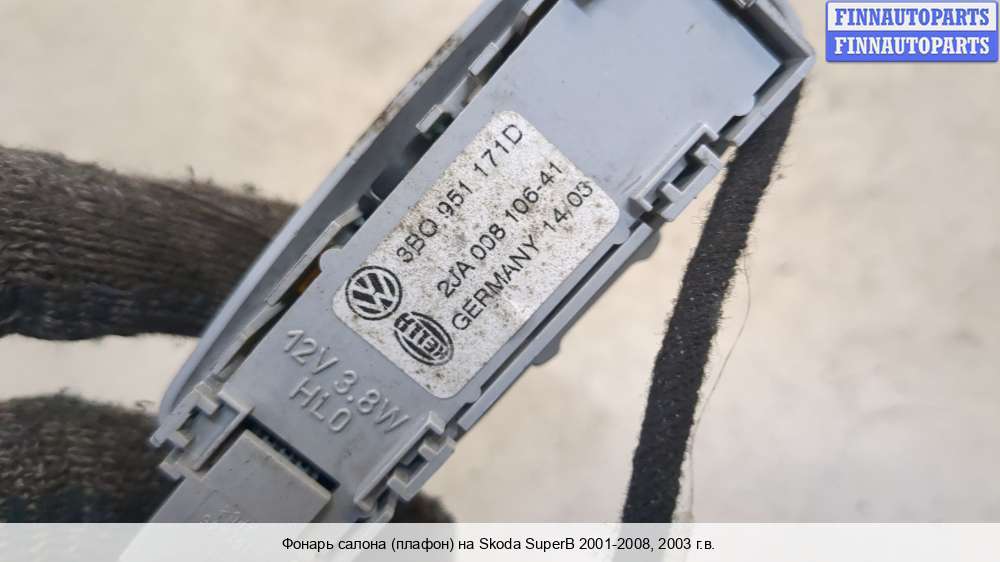 FINNAUTOPARTS
FINNAUTOPARTS
3B0 951 171D
2JA 008 106-41
GERMANY 14/03
HELLA
12V 3.8W
HL0
Фонарь салона (плафон) на Skoda SuperB 2001-2008, 2003 г.в.